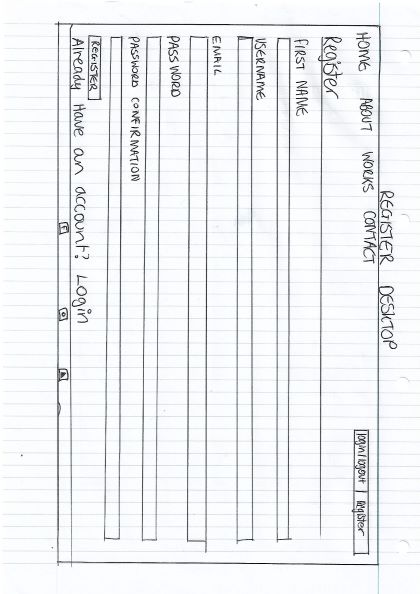 REGISTER DESKTOP
HOME ABOUT WORKS CONTACT
login/logout Register
Register
FIRST NAME
USERNAME
EMAIL
PASSWORD
PASSWORD CONFIRMATION
REGISTER
Already Have an account? Login